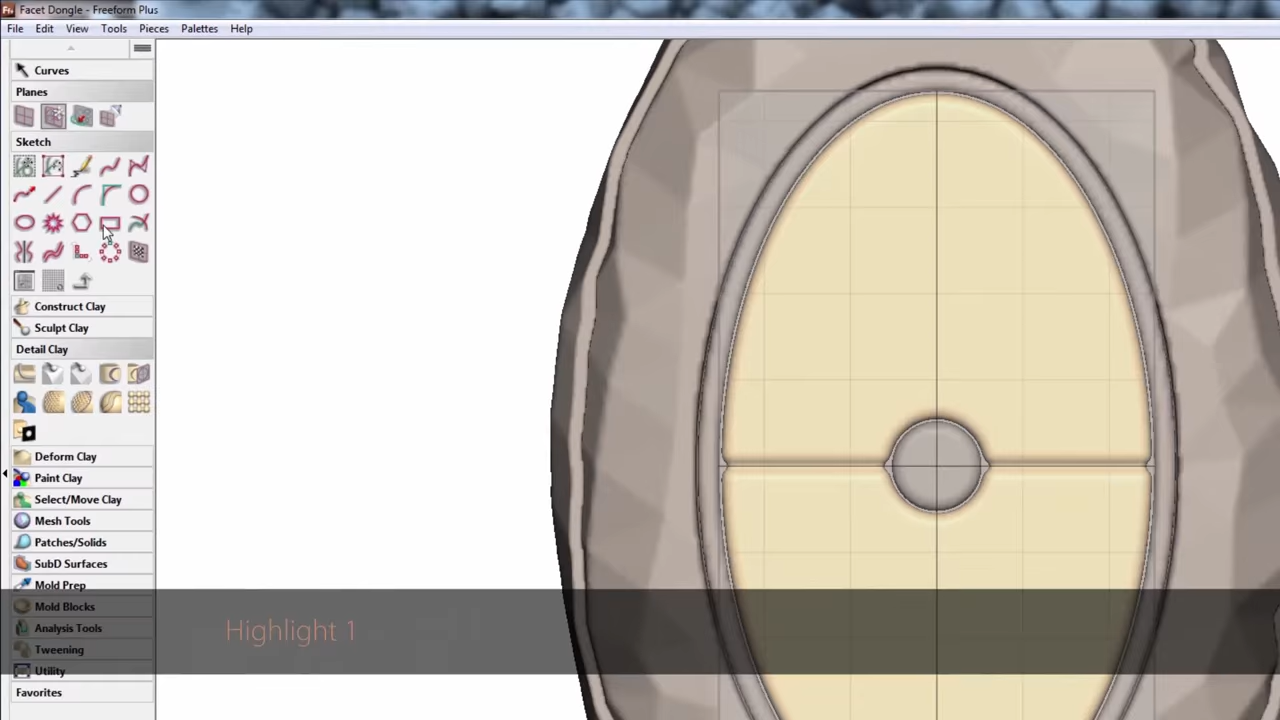 Facet Dongle - Freeform Plus
File Edit View Tools Pieces Palettes Help
Curves
Planes
Sketch
Construct Clay
Sculpt Clay
Detail Clay
Deform Clay
Paint Clay
Select/Move Clay
Mesh Tools
Patches/Solids
SubD Surfaces
Mold Prep
Mold Blocks
Highlight 1
Analysis Tools
Tweening
Utility
Favorites